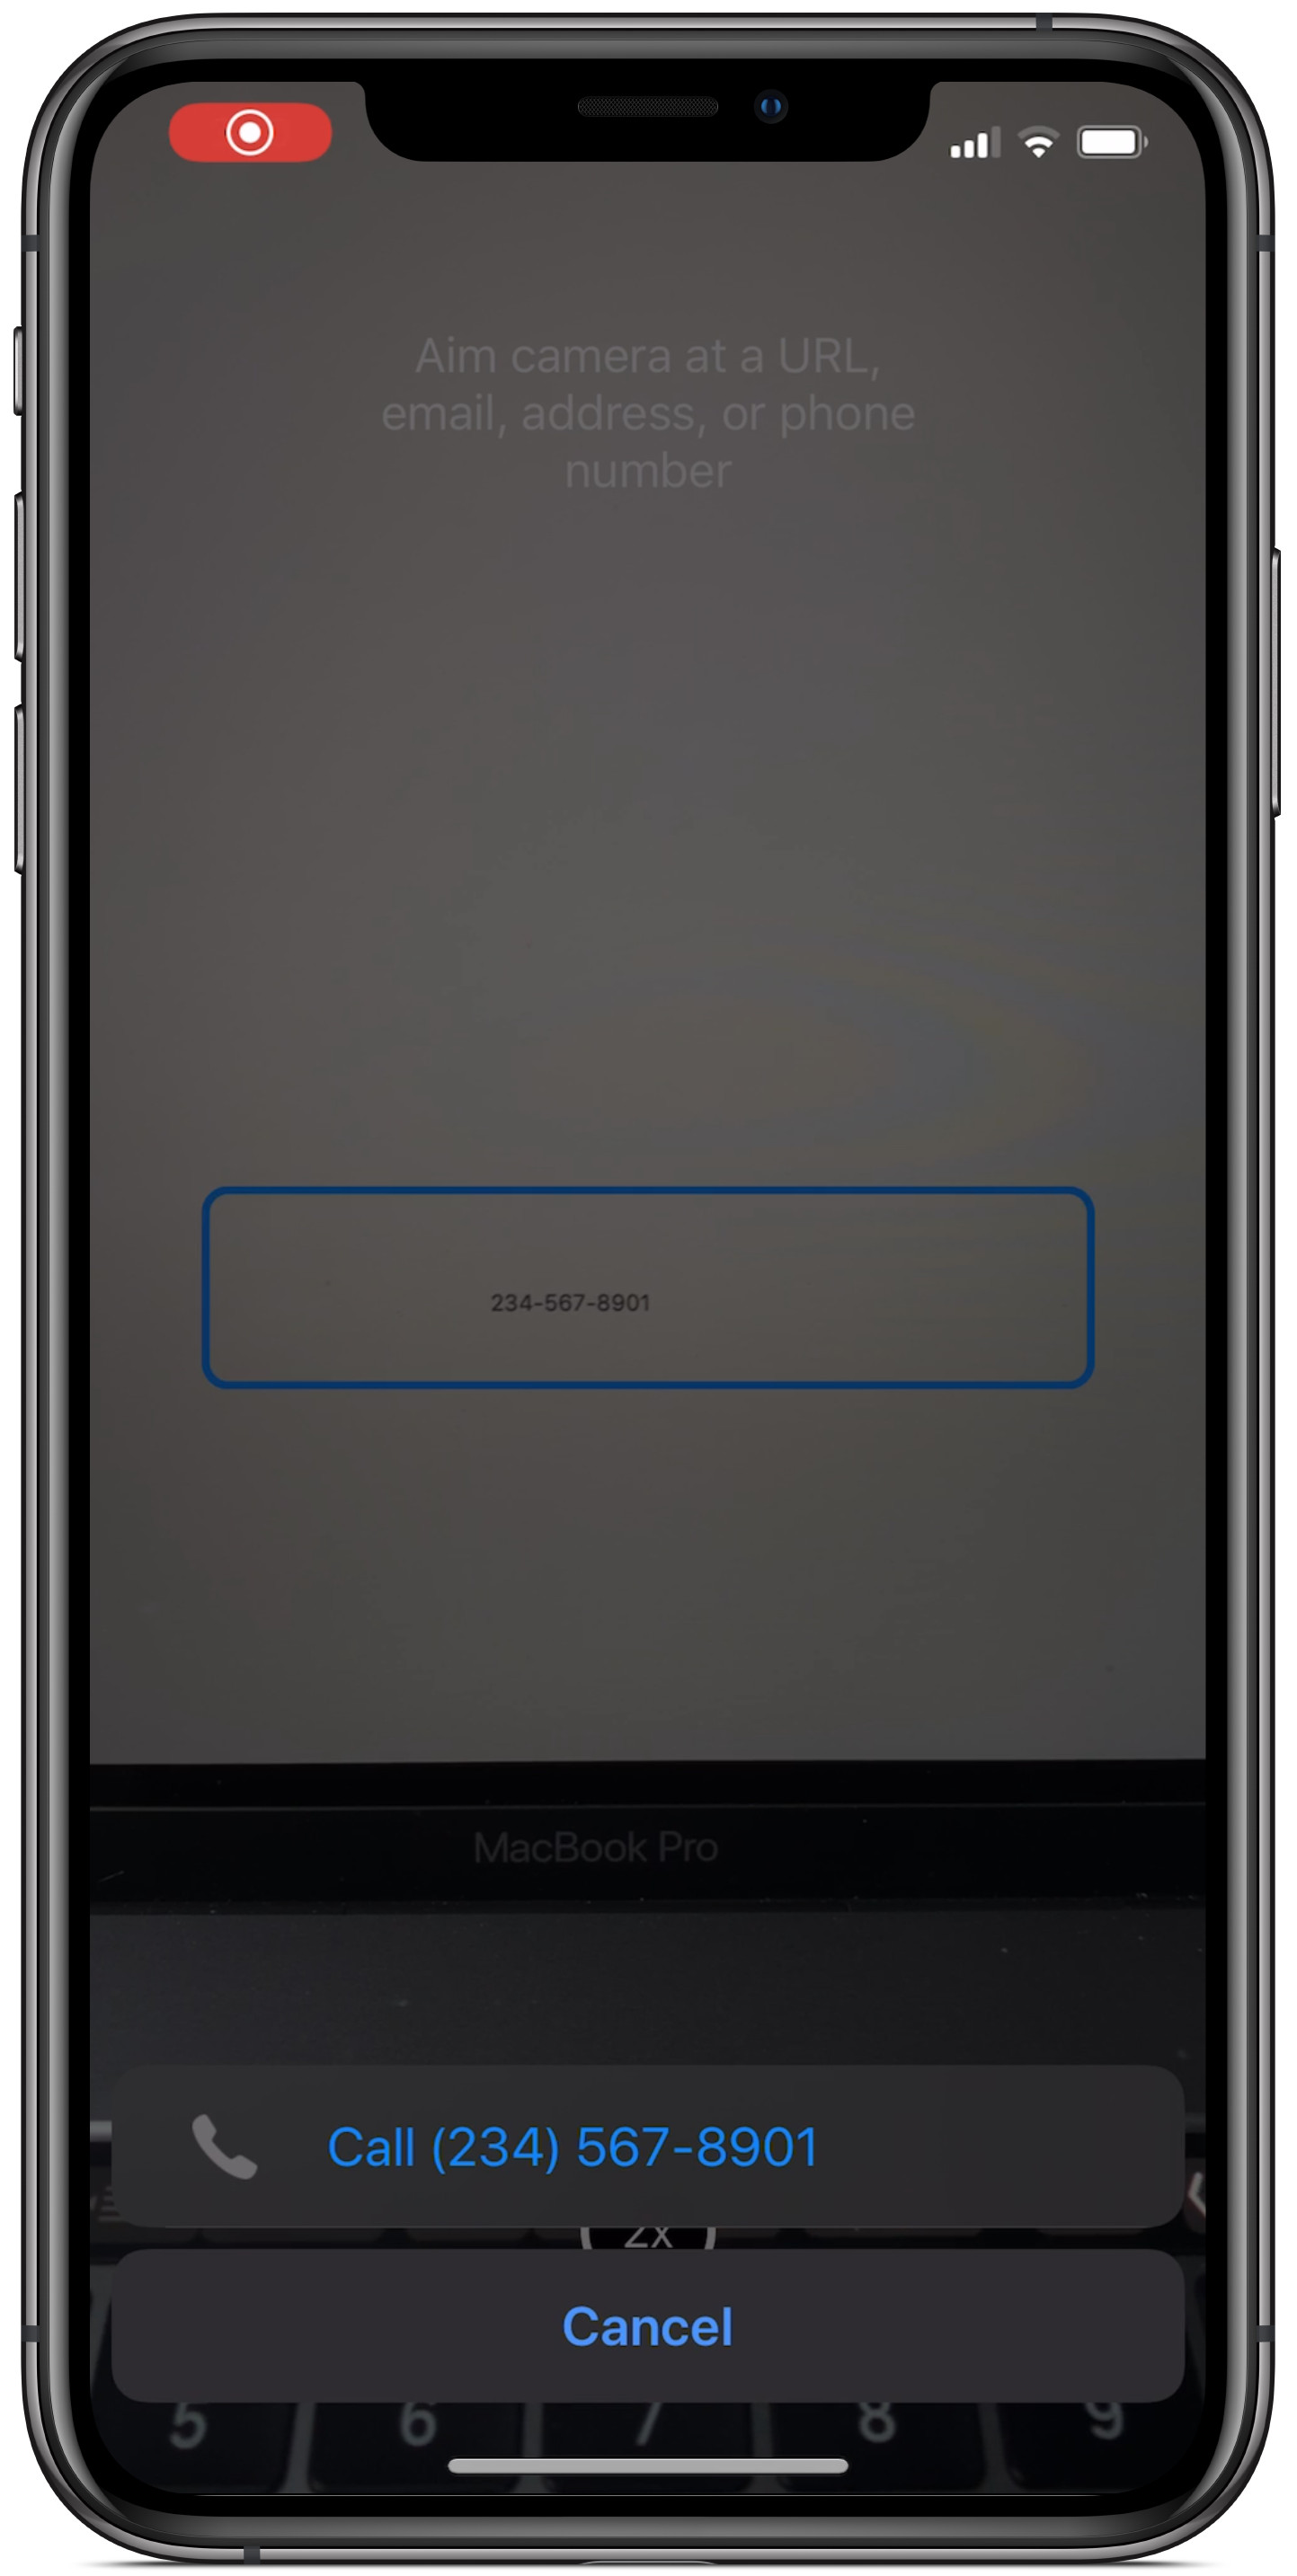 Aim camera at a URL,
email, address, or phone
number
234-567-8901
MacBook Pro
Call (234) 567-8901
2x
Cancel
5 6 7 8 9